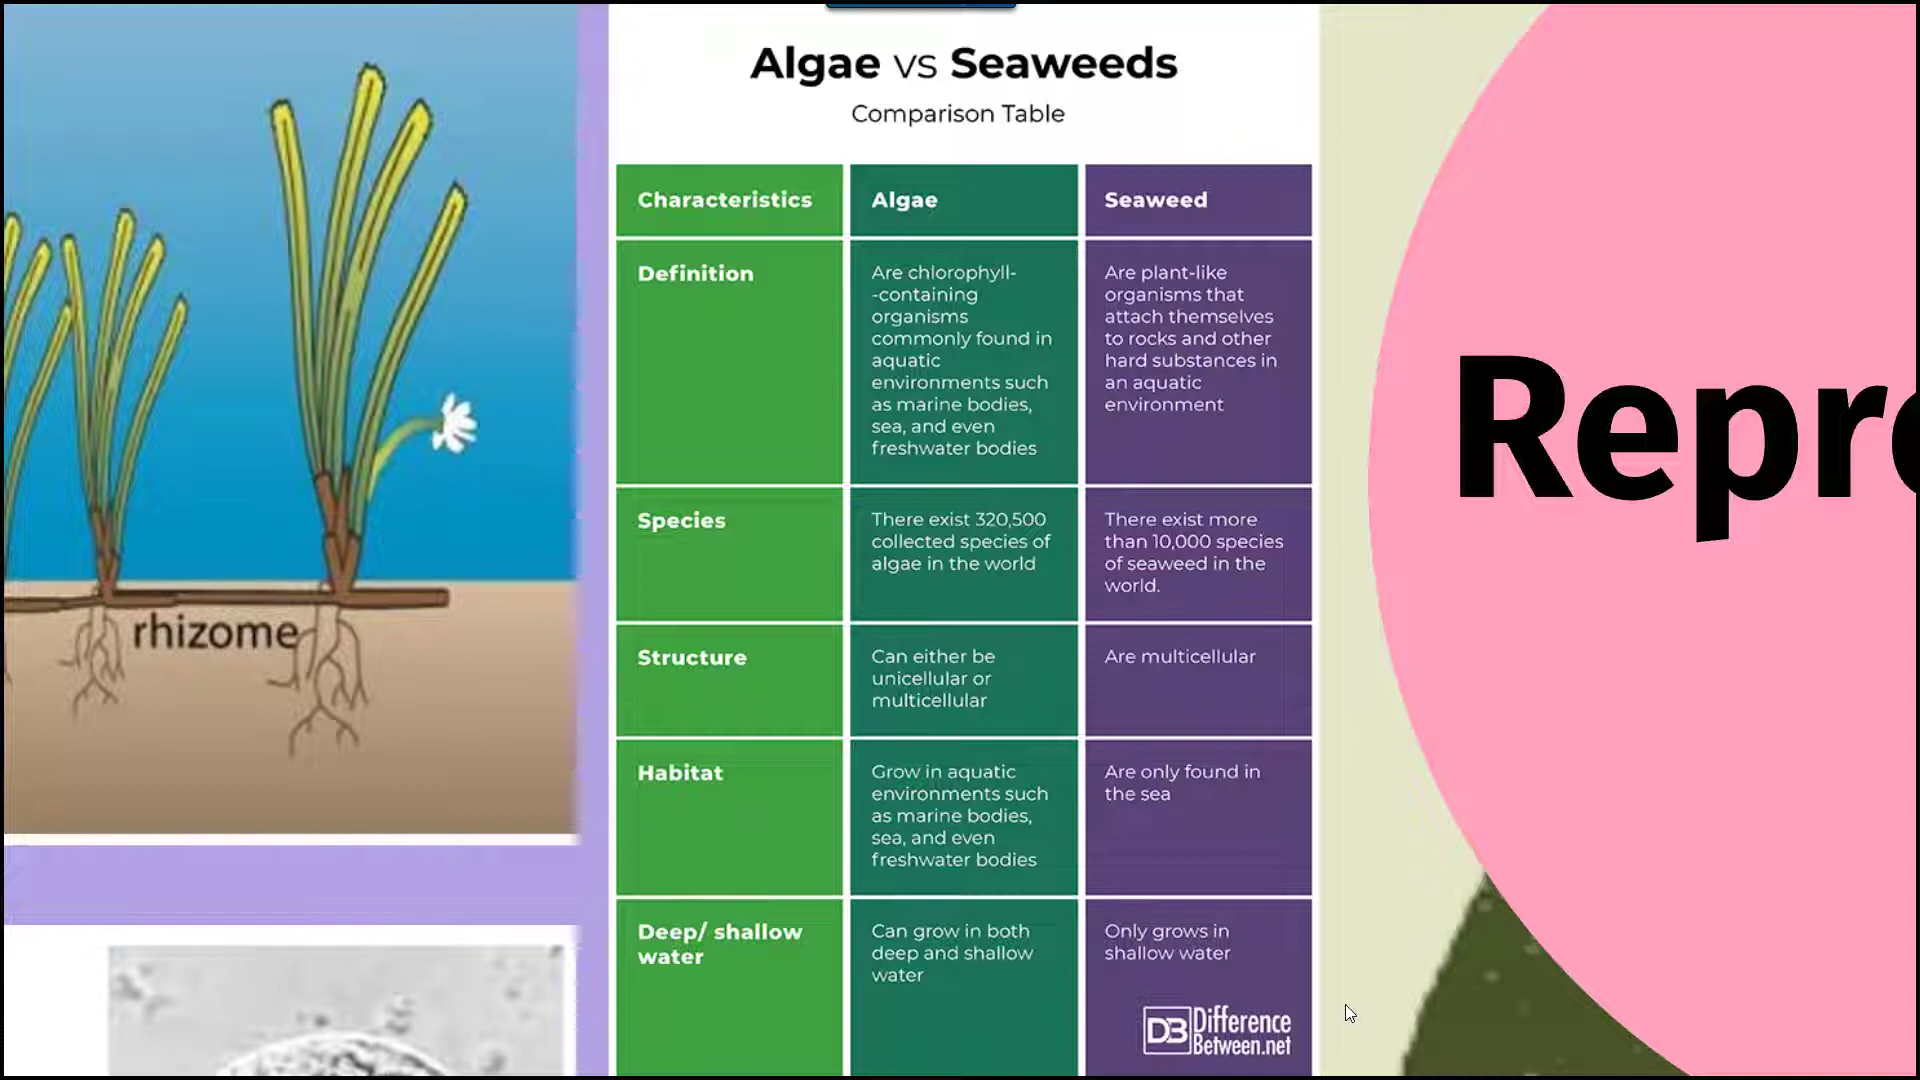 Algae vs Seaweeds
Comparison Table
Characteristics
Algae
Seaweed
Definition
Are chlorophyll-
-containing
organisms
commonly found in
aquatic
environments such
as marine bodies,
sea, and even
freshwater bodies
Are plant-like
organisms that
attach themselves
to rocks and other
hard substances in
an aquatic
environment
Species
There exist 320,500
collected species of
algae in the world
There exist more
than 10,000 species
of seaweed in the
world.
Structure
Can either be
unicellular or
multicellular
Are multicellular
Habitat
Grow in aquatic
environments such
as marine bodies,
sea, and even
freshwater bodies
Are only found in
the sea
Deep/ shallow
water
Can grow in both
deep and shallow
water
Only grows in
shallow water
DB Difference
Between.net
rhizome